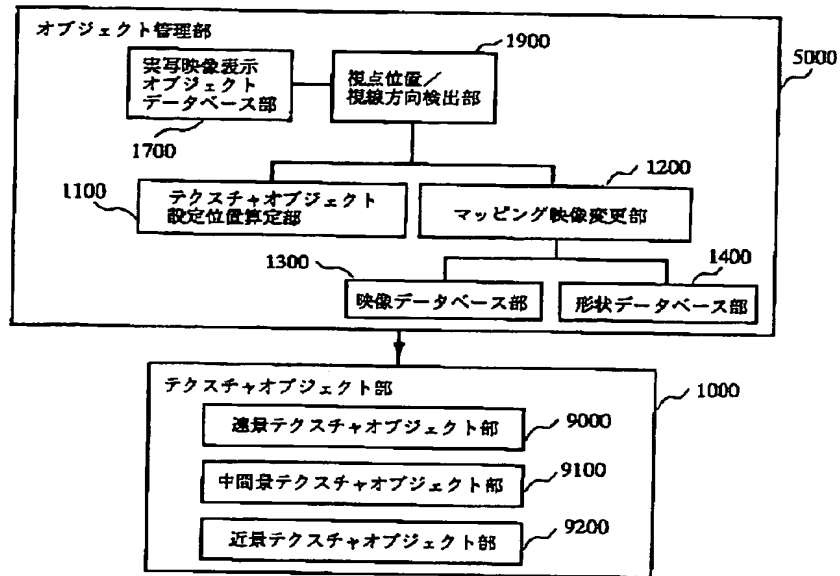 オブジェクト管理部
1900
5000
実写映像表示
オブジェクト
データベース部
視点位置／
視線方向検出部
1700
1200
1100
テクスチャオブジェクト
設定位置算定部
マッピング映像変更部
1300
1400
映像データベース部
形状データベース部
テクスチャオブジェクト部
1000
遠景テクスチャオブジェクト部
9000
中間景テクスチャオブジェクト部
9100
近景テクスチャオブジェクト部
9200